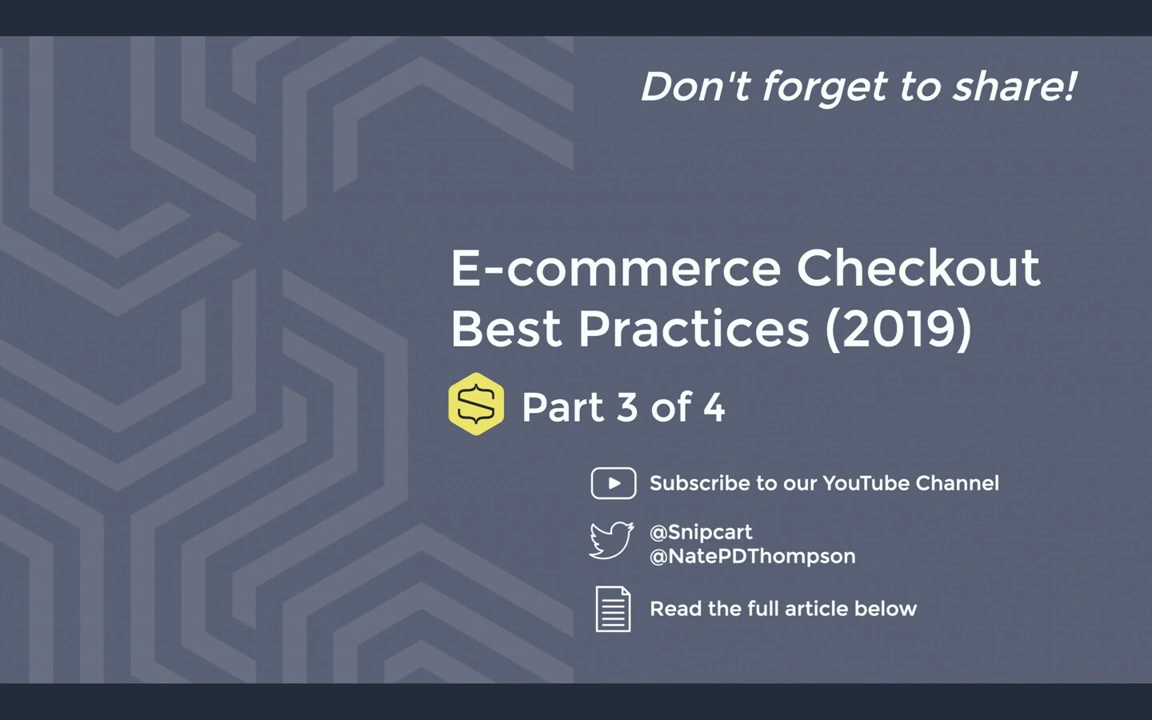 Don't forget to share!
E-commerce Checkout
Best Practices (2019)
Part 3 of 4
Subscribe to our YouTube Channel
@Snipcart
@NatePDThompson
Read the full article below